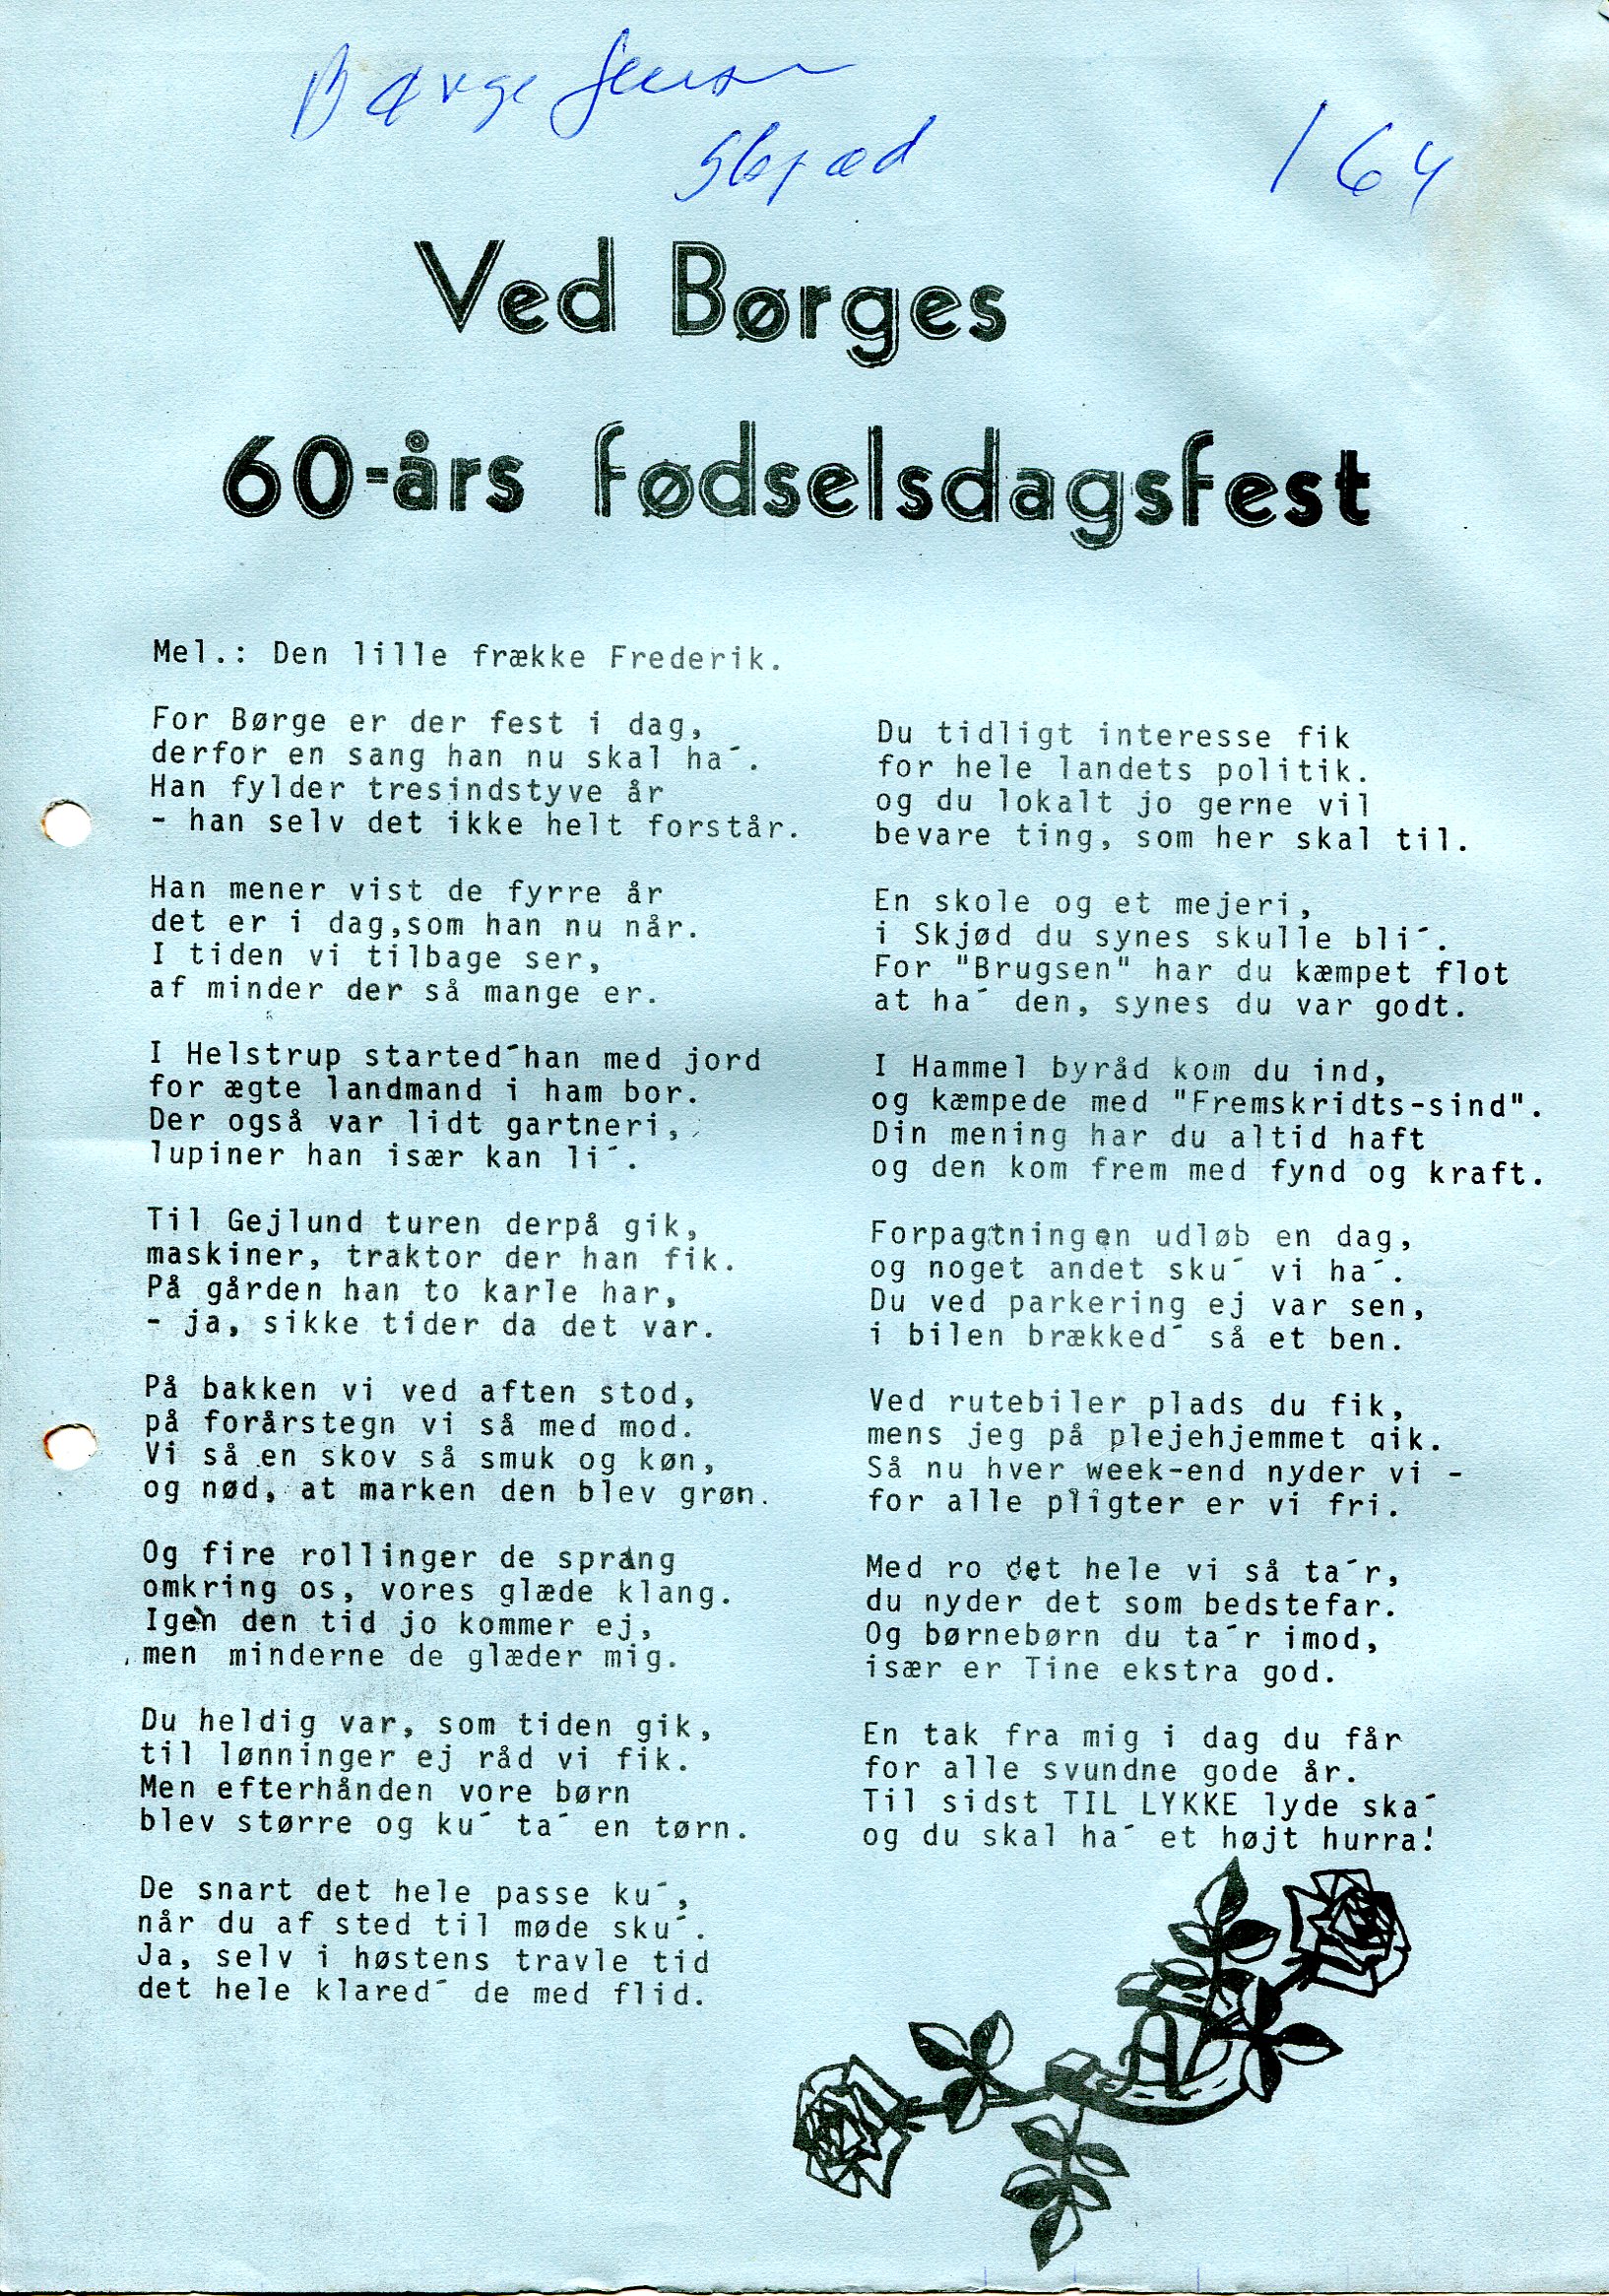 Børge Jensen
Skjød
164
Ved Børges
60-års fødselsdagsfest
Mel.: Den lille frække Frederik.
For Børge er der fest i dag,
derfor en sang han nu skal ha´.
Han fylder tresindstyve år
- han selv det ikke helt forstår.
Han mener vist de fyrre år
det er i dag,som han nu når.
I tiden vi tilbage ser,
af minder der så mange er.
I Helstrup started´han med jord
for ægte landmand i ham bor.
Der også var lidt gartneri,
lupiner han især kan li´.
Til Gejlund turen derpå gik,
maskiner, traktor der han fik.
På gården han to karle har,
- ja, sikke tider da det var.
På bakken vi ved aften stod,
på forårstegn vi så med mod.
Vi så en skov så smuk og køn,
og nød, at marken den blev grøn.
Og fire rollinger de sprang
omkring os, vores glæde klang.
Igen den tid jo kommer ej,
men minderne de glæder mig.
Du heldig var, som tiden gik,
til lønninger ej råd vi fik.
Men efterhånden vore børn
blev større og ku´ ta´ en tørn.
De snart det hele passe ku´,
når du af sted til møde sku´.
Ja, selv i høstens travle tid
det hele klared´ de med flid.
Du tidligt interesse fik
for hele landets politik.
og du lokalt jo gerne vil
bevare ting, som her skal til.
En skole og et mejeri,
i Skjød du synes skulle bli´.
For "Brugsen" har du kæmpet flot
at ha´ den, synes du var godt.
I Hammel byråd kom du ind,
og kæmpede med "Fremskridts-sind".
Din mening har du altid haft
og den kom frem med fynd og kraft.
Forpagtningen udløb en dag,
og noget andet sku´ vi ha´.
Du ved parkering ej var sen,
i bilen brækked´ så et ben.
Ved rutebiler plads du fik,
mens jeg på plejehjemmet gik.
Så nu hver week-end nyder vi -
for alle pligter er vi fri.
Med ro det hele vi så ta´r,
du nyder det som bedstefar.
Og børnebørn du ta´r imod,
især er Tine ekstra god.
En tak fra mig i dag du får
for alle svundne gode år.
Til sidst TIL LYKKE lyde ska´
og du skal ha´ et højt hurra!